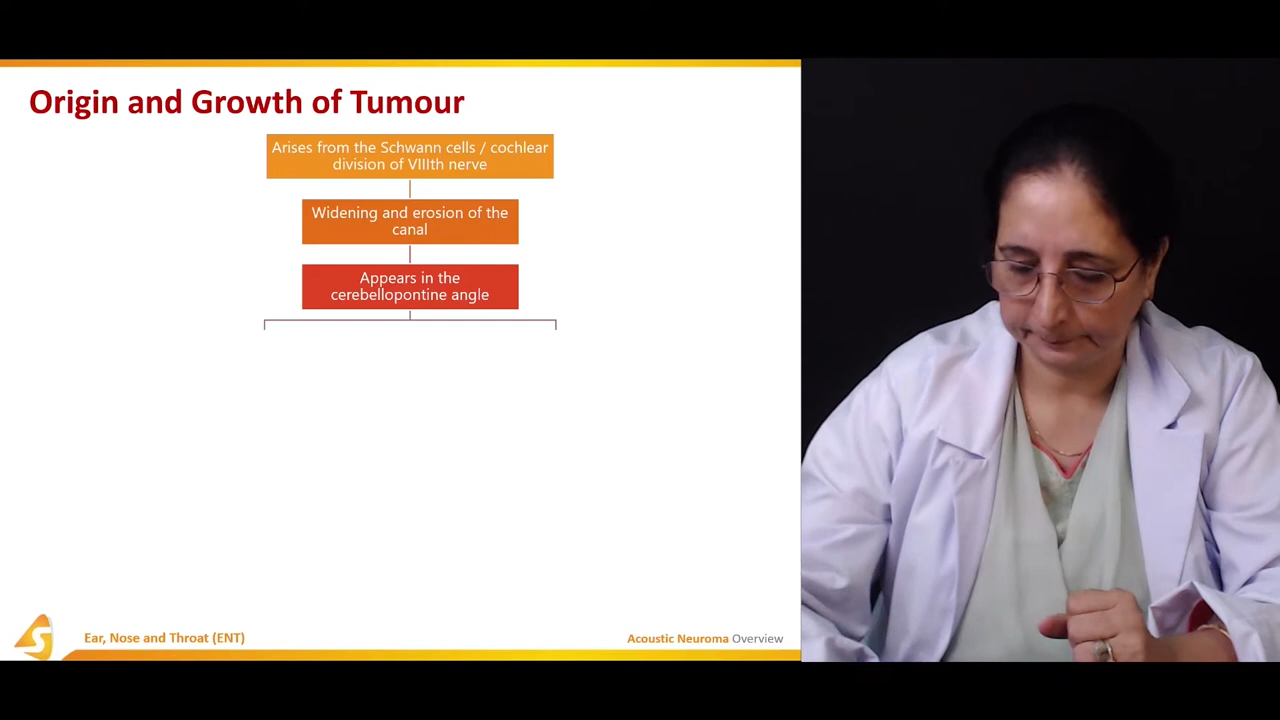 Origin and Growth of Tumour
Arises from the Schwann cells / cochlear
division of VIIIth nerve
Widening and erosion of the
canal
Appears in the
cerebellopontine angle
Ear, Nose and Throat (ENT)
Acoustic Neuroma Overview